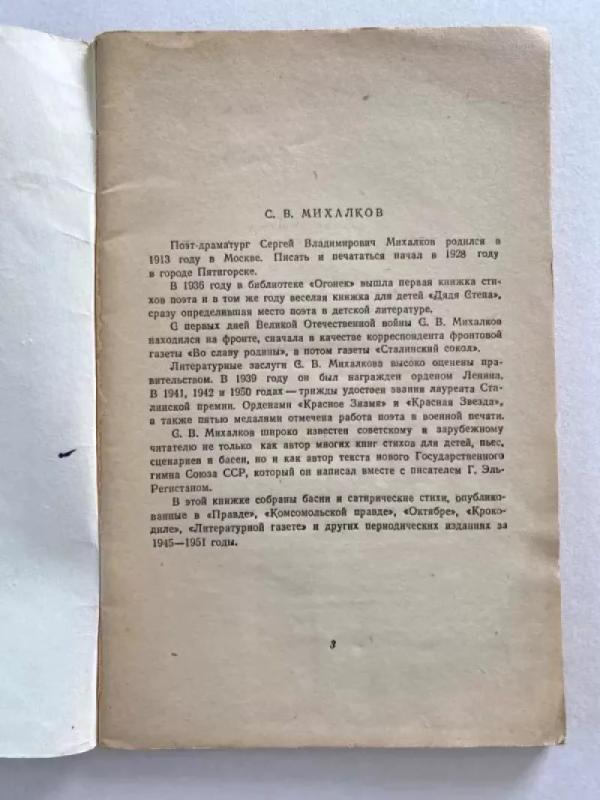 С. В. МИХАЛКОВ
Поэт-драматург Сергей Владимирович Михалков родился в
1913 году в Москве. Писать и печататься начал в 1928 году
в городе Пятигорске.
В 1936 году в библиотеке «Огонек» вышла первая книжка сти-
хов поэта и в том же году веселая книжка для детей «Дядя Степа»,
сразу определившая место поэта в детской литературе.
С первых дней Великой Отечественной войны С. В. Михалков
находился на фронте, сначала в качестве корреспондента фронтовой
газеты «Во славу родины», а потом газеты «Сталинский сокол».
Литературные заслуги С. В. Михалкова высоко оценены пра-
вительством. В 1939 году он был награжден орденом Ленина.
В 1941, 1942 и 1950 годах — трижды удостоен звания лауреата Ста-
линской премии. Орденами «Красное Знамя» и «Красная Звезда»,
а также пятью медалями отмечена работа поэта в военной печати.
С. В. Михалков широко известен советскому и зарубежному
читателю не только как автор многих книг стихов для детей, пьес,
сценариев и басен, но и как автор текста нового Государственного
гимна Союза ССР, который он написал вместе с писателем Г. Эль-
Регистаном.
В этой книжке собраны басни и сатирические стихи, опублико-
ванные в «Правде», «Комсомольской правде», «Октябре», «Кроко-
диле», «Литературной газете» и других периодических изданиях за
1945—1951 годы.
3